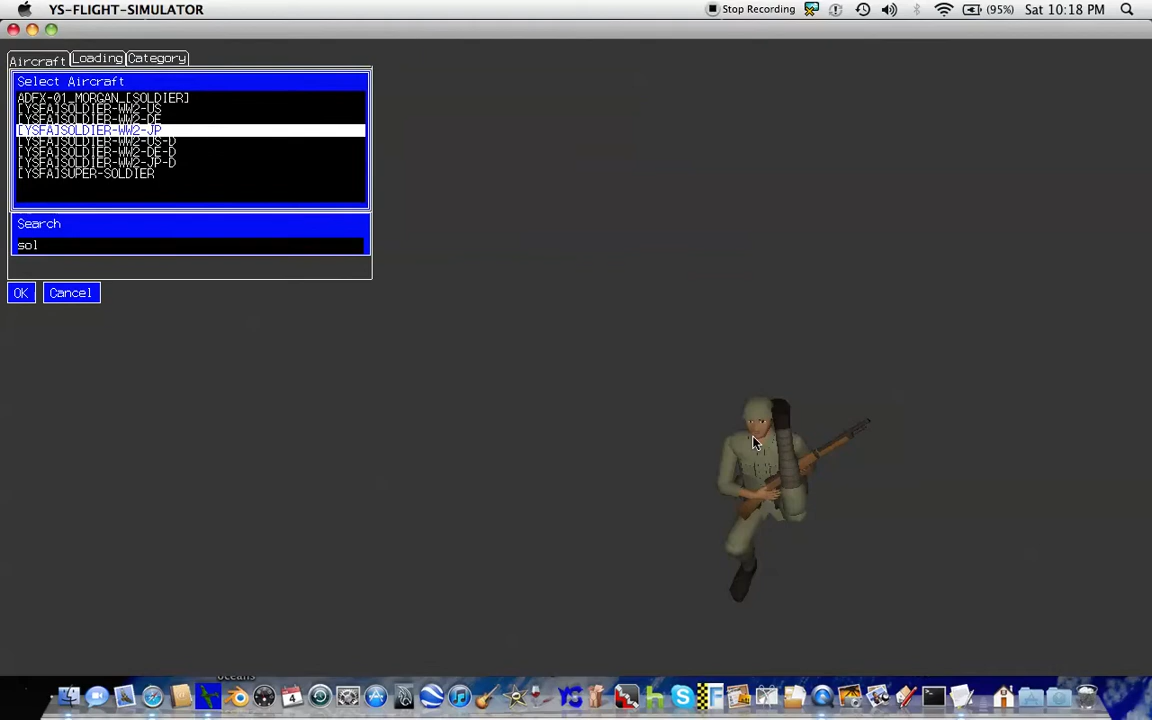 YS-FLIGHT-SIMULATOR
Stop Recording
(95%)
Sat 10:18 PM
Aircraft
Loading
Category
Select Aircraft
ADFX-01_MORGAN_[SOLDIER]
[YSFA]SOLDIER-WW2-US
[YSFA]SOLDIER-WW2-DE
[YSFA]SOLDIER-WW2-JP
[YSFA]SOLDIER-WW2-US-D
[YSFA]SOLDIER-WW2-DE-D
[YSFA]SOLDIER-WW2-JP-D
[YSFA]SUPER-SOLDIER
Search
sol
OK
Cancel
oceans
4